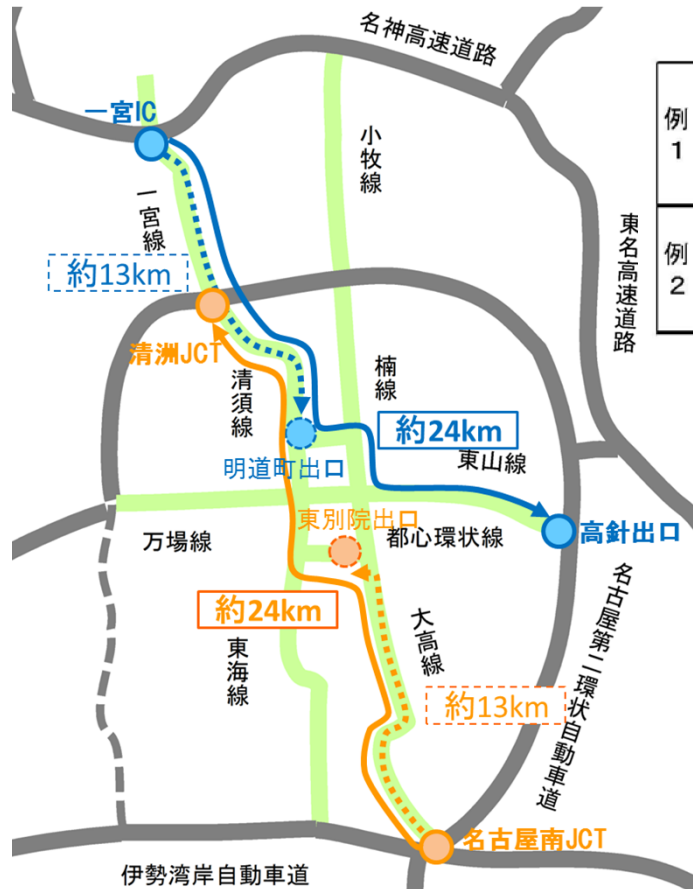 名神高速道路
一宮IC
小牧線
例1
一宮線
東名高速道路
例2
約13km
清洲JCT
清須線
楠線
約24km
東山線
明道町出口
東別院出口
万場線
都心環状線
高針出口
名古屋第二環状自動車道
約24km
大高線
東海線
約13km
名古屋南JCT
伊勢湾岸自動車道